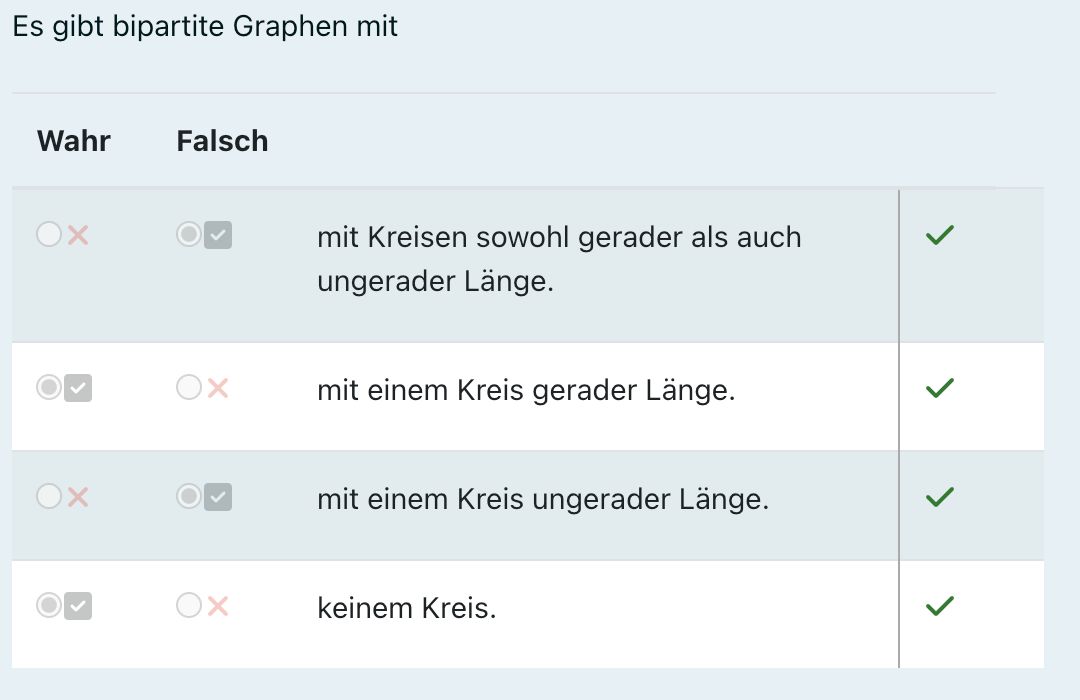 Es gibt bipartite Graphen mit
Wahr Falsch
mit Kreisen sowohl gerader als auch
ungerader Länge.
mit einem Kreis gerader Länge.
mit einem Kreis ungerader Länge.
keinem Kreis.